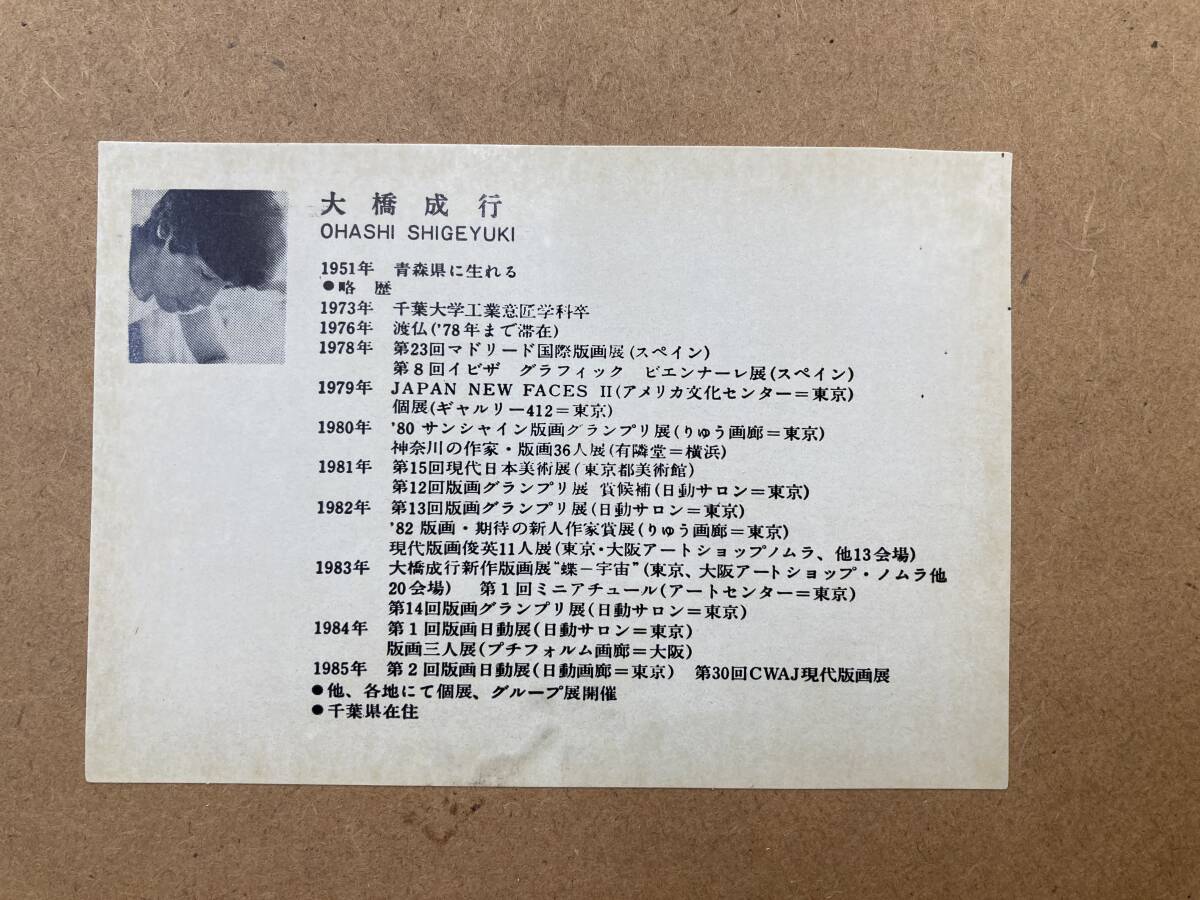 大橋成行
OHASHI SHIGEYUKI
1951年 青森県に生れる
●略 歴
1973年 千葉大学工業意匠学科卒
1976年 渡仏('78年まで滞在)
1978年 第23回マドリード国際版画展(スペイン)
第8回イビザ グラフィック ビエンナーレ展(スペイン)
1979年 JAPAN NEW FACES II(アメリカ文化センター=東京)
個展(ギャルリー412=東京)
1980年 '80 サンシャイン版画グランプリ展(りゅう画廊=東京)
神奈川の作家・版画36人展(有隣堂=横浜)
1981年 第15回現代日本美術展(東京都美術館)
第12回版画グランプリ展 賞候補(日動サロン=東京)
1982年 第13回版画グランプリ展(日動サロン=東京)
'82 版画・期待の新人作家賞展(りゅう画廊=東京)
現代版画俊英11人展(東京・大阪アートショップノムラ、他13会場)
1983年 大橋成行新作版画展“蝶-宇宙”(東京、大阪アートショップ・ノムラ他
20会場) 第1回ミニアチュール(アートセンター=東京)
第14回版画グランプリ展(日動サロン=東京)
1984年 第1回版画日動展(日動サロン=東京)
版画三人展(プチフォルム画廊=大阪)
1985年 第2回版画日動展(日動画廊=東京) 第30回CWAJ現代版画展
●他、各地にて個展、グループ展開催
●千葉県在住